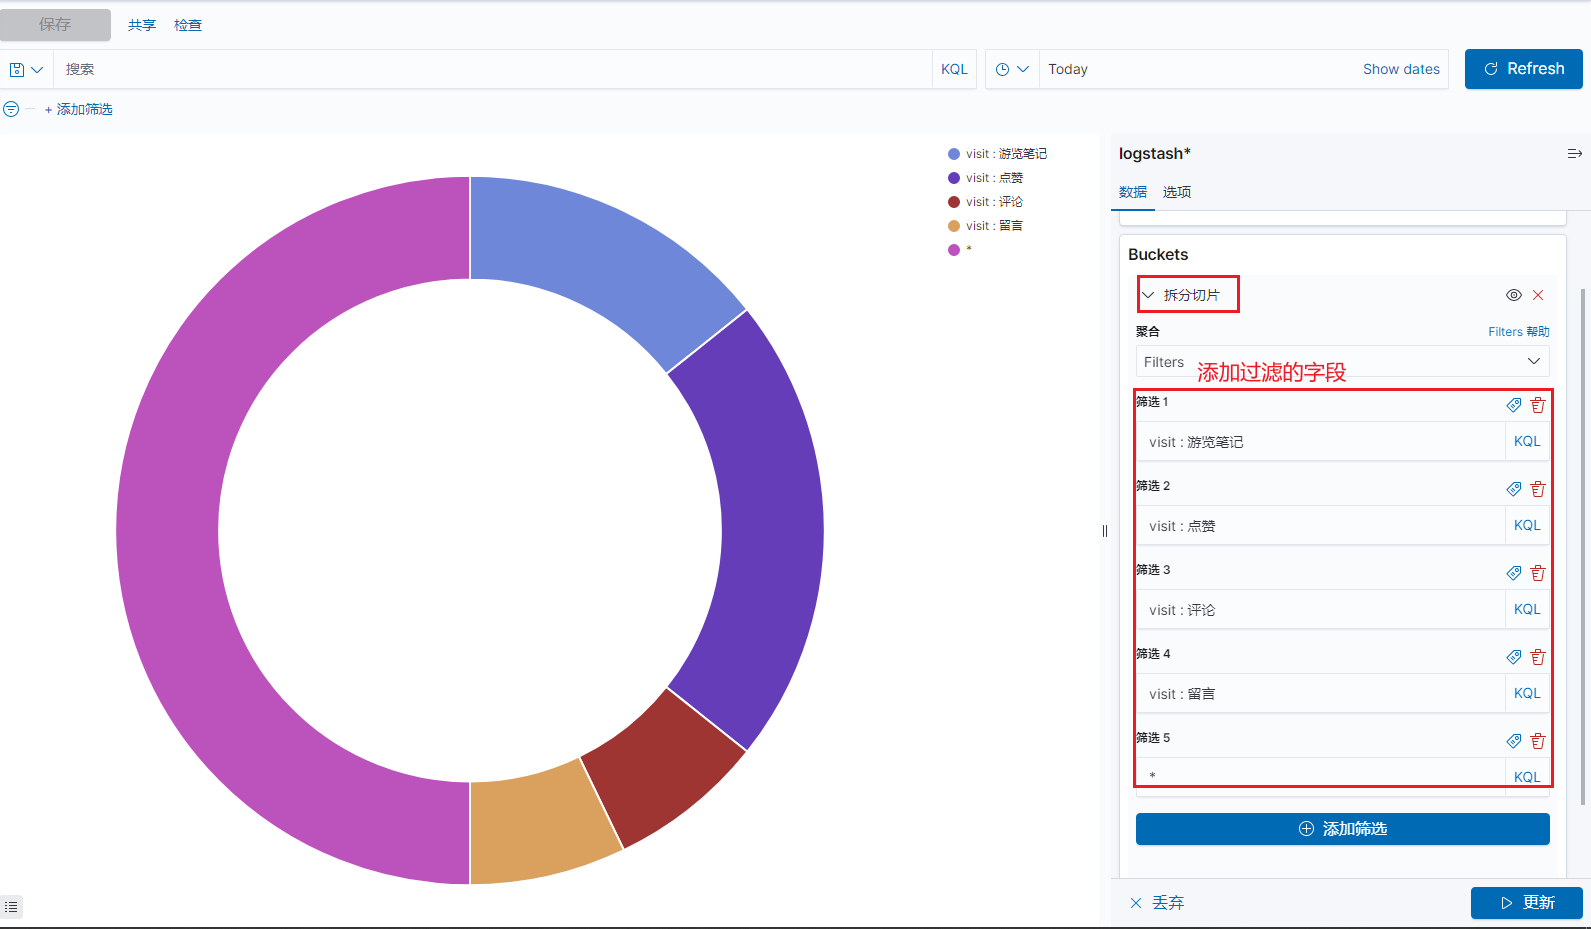 保存 共享 检查
搜索 KQL Today Show dates Refresh
+ 添加筛选
visit : 游览笔记
visit : 点赞
visit : 评论
visit : 留言
*
logstash*
数据 选项
Buckets
拆分切片
聚合 Filters 帮助
Filters
添加过滤的字段
筛选 1
visit : 游览笔记 KQL
筛选 2
visit : 点赞 KQL
筛选 3
visit : 评论 KQL
筛选 4
visit : 留言 KQL
筛选 5
* KQL
添加筛选
丢弃 更新